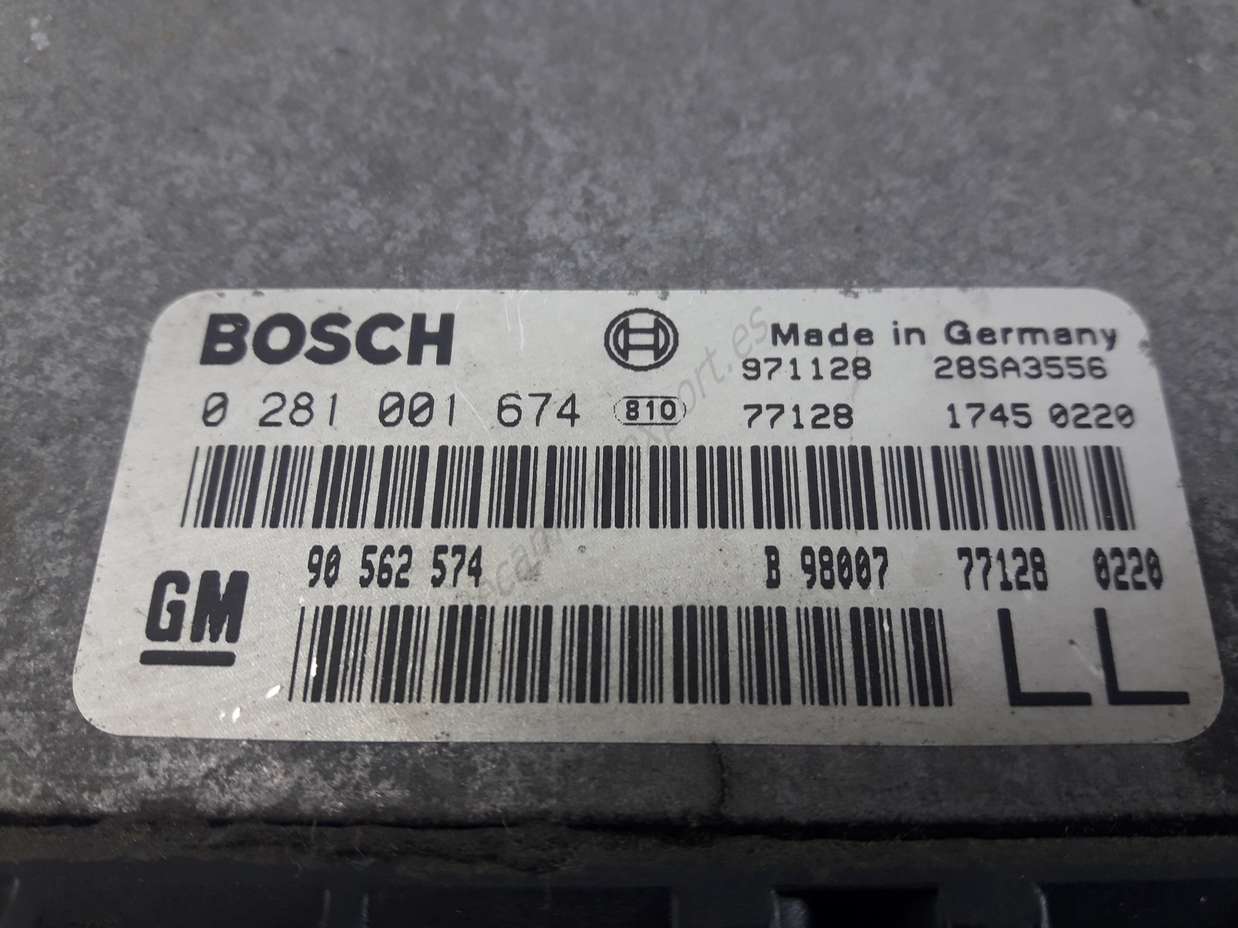 BOSCH Made in Germany
971128 28SA3556
0 281 001 674 810 77128 1745 0220
90 562 574 B 98007 77128 0220
GM LL